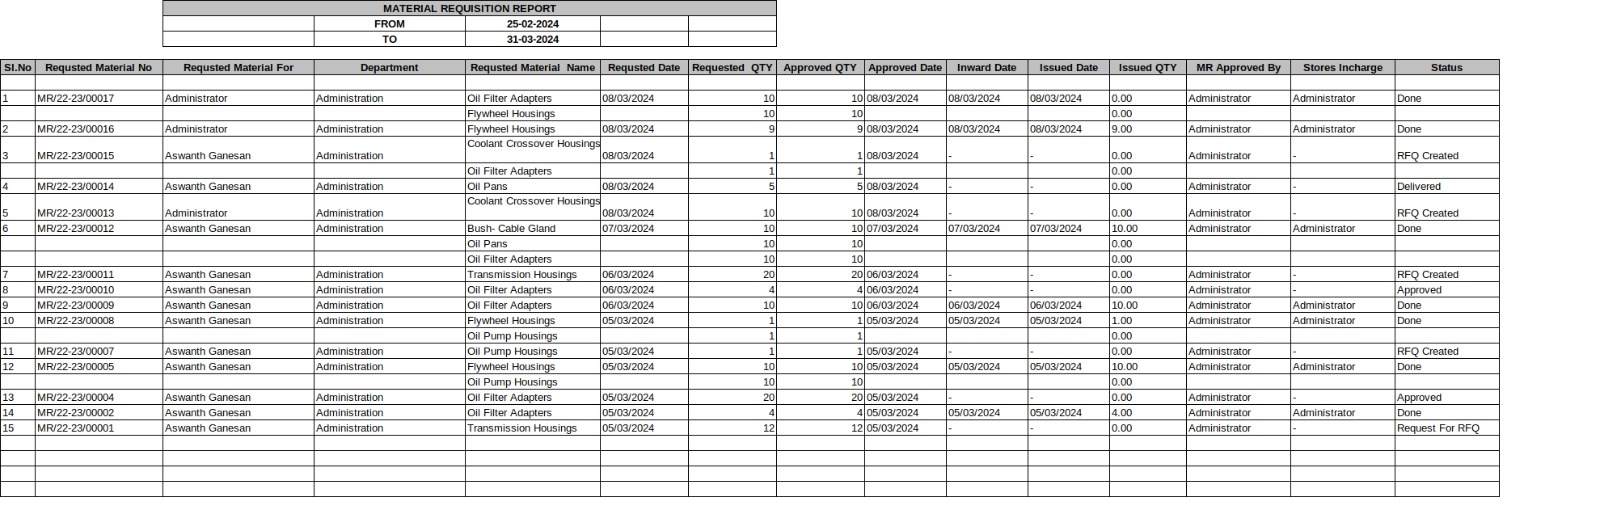 MATERIAL REQUISITION REPORT
FROM 25-02-2024
TO 31-03-2024
Sl.No Requsted Material No Requsted Material For Department Requsted Material Name Requsted Date Requested QTY Approved QTY Approved Date Inward Date Issued Date Issued QTY MR Approved By Stores Incharge Status
1 MR/22-23/00017 Administrator Administration Oil Filter Adapters 08/03/2024 10 10 08/03/2024 08/03/2024 08/03/2024 0.00 Administrator Administrator Done
Flywheel Housings 10 10 0.00
2 MR/22-23/00016 Administrator Administration Flywheel Housings 08/03/2024 9 9 08/03/2024 08/03/2024 08/03/2024 9.00 Administrator Administrator Done
3 MR/22-23/00015 Aswanth Ganesan Administration Coolant Crossover Housings 08/03/2024 1 1 08/03/2024 - - 0.00 Administrator - RFQ Created
Oil Filter Adapters 1 1 0.00
4 MR/22-23/00014 Aswanth Ganesan Administration Oil Pans 08/03/2024 5 5 08/03/2024 - - 0.00 Administrator - Delivered
5 MR/22-23/00013 Administrator Administration Coolant Crossover Housings 08/03/2024 10 10 08/03/2024 - - 0.00 Administrator - RFQ Created
6 MR/22-23/00012 Aswanth Ganesan Administration Bush- Cable Gland 07/03/2024 10 10 07/03/2024 07/03/2024 07/03/2024 10.00 Administrator Administrator Done
Oil Pans 10 10 0.00
Oil Filter Adapters 10 10 0.00
7 MR/22-23/00011 Aswanth Ganesan Administration Transmission Housings 06/03/2024 20 20 06/03/2024 - - 0.00 Administrator - RFQ Created
8 MR/22-23/00010 Aswanth Ganesan Administration Oil Filter Adapters 06/03/2024 4 4 06/03/2024 - - 0.00 Administrator - Approved
9 MR/22-23/00009 Aswanth Ganesan Administration Oil Filter Adapters 06/03/2024 10 10 06/03/2024 06/03/2024 06/03/2024 10.00 Administrator Administrator Done
10 MR/22-23/00008 Aswanth Ganesan Administration Flywheel Housings 05/03/2024 1 1 05/03/2024 05/03/2024 05/03/2024 1.00 Administrator Administrator Done
Oil Pump Housings 1 1 0.00
11 MR/22-23/00007 Aswanth Ganesan Administration Oil Pump Housings 05/03/2024 1 1 05/03/2024 - - 0.00 Administrator - RFQ Created
12 MR/22-23/00005 Aswanth Ganesan Administration Flywheel Housings 05/03/2024 10 10 05/03/2024 05/03/2024 05/03/2024 10.00 Administrator Administrator Done
Oil Pump Housings 10 10 0.00
13 MR/22-23/00004 Aswanth Ganesan Administration Oil Filter Adapters 05/03/2024 20 20 05/03/2024 - - 0.00 Administrator - Approved
14 MR/22-23/00002 Aswanth Ganesan Administration Oil Filter Adapters 05/03/2024 4 4 05/03/2024 05/03/2024 05/03/2024 4.00 Administrator Administrator Done
15 MR/22-23/00001 Aswanth Ganesan Administration Transmission Housings 05/03/2024 12 12 05/03/2024 - - 0.00 Administrator - Request For RFQ